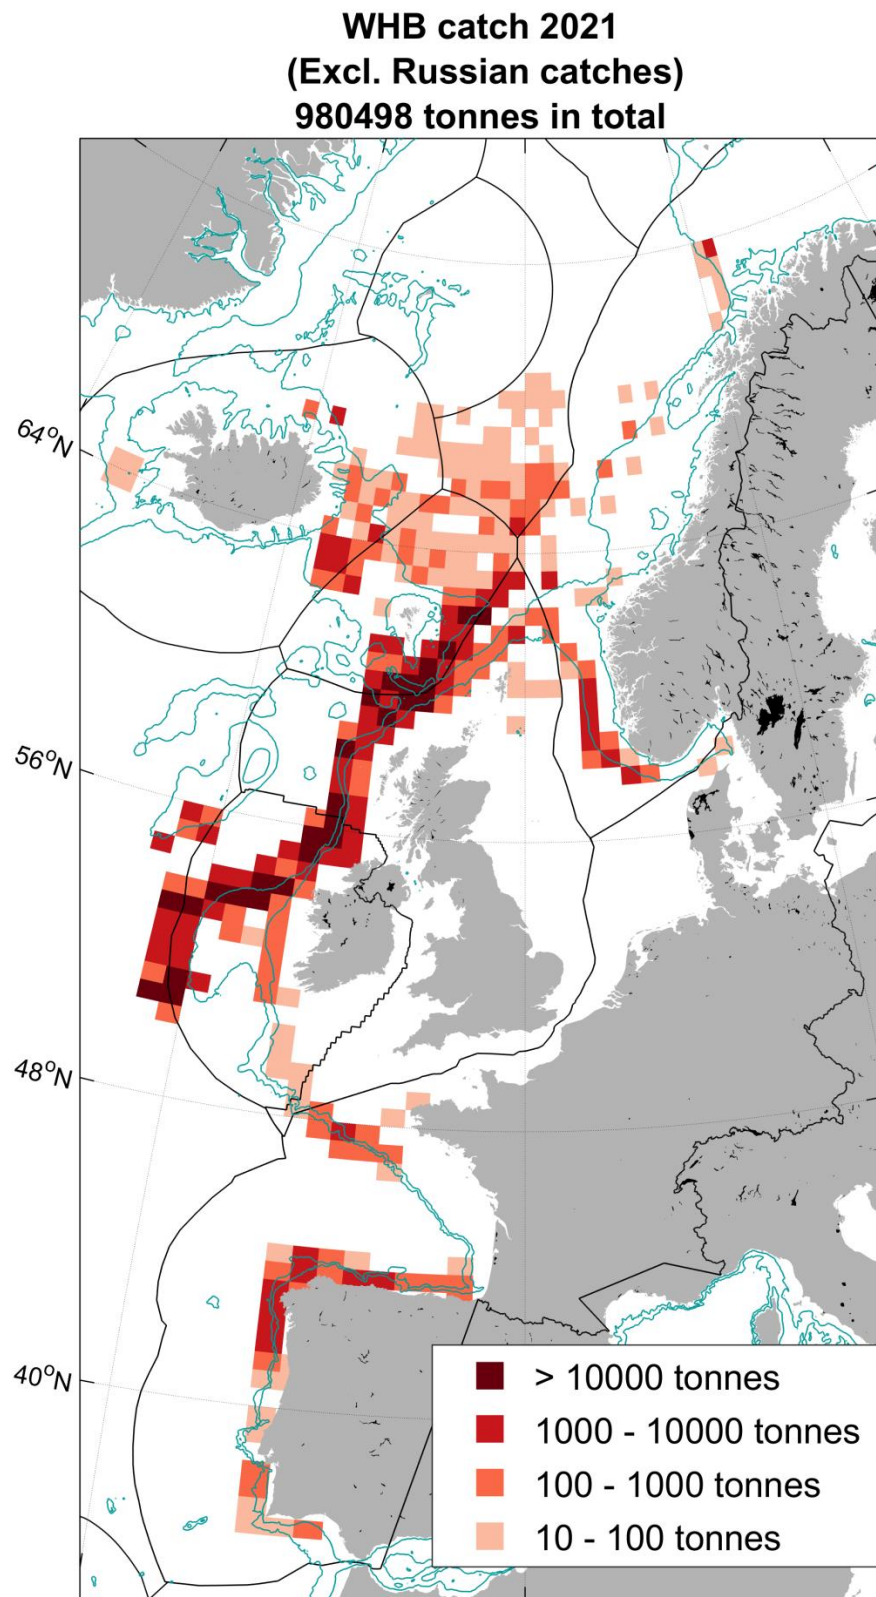 WHB catch 2021
(Excl. Russian catches)
980498 tonnes in total
64°N
56°N
48°N
40°N
> 10000 tonnes
1000 - 10000 tonnes
100 - 1000 tonnes
10 - 100 tonnes